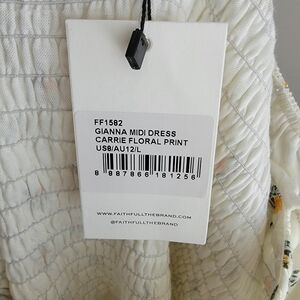 FF1582
GIANNA MIDI DRESS
CARRIE FLORAL PRINT
US8/AU12/L
8 887866 181256
WWW.FAITHFULLTHEBRAND.COM
@FAITHFULLTHEBRAND